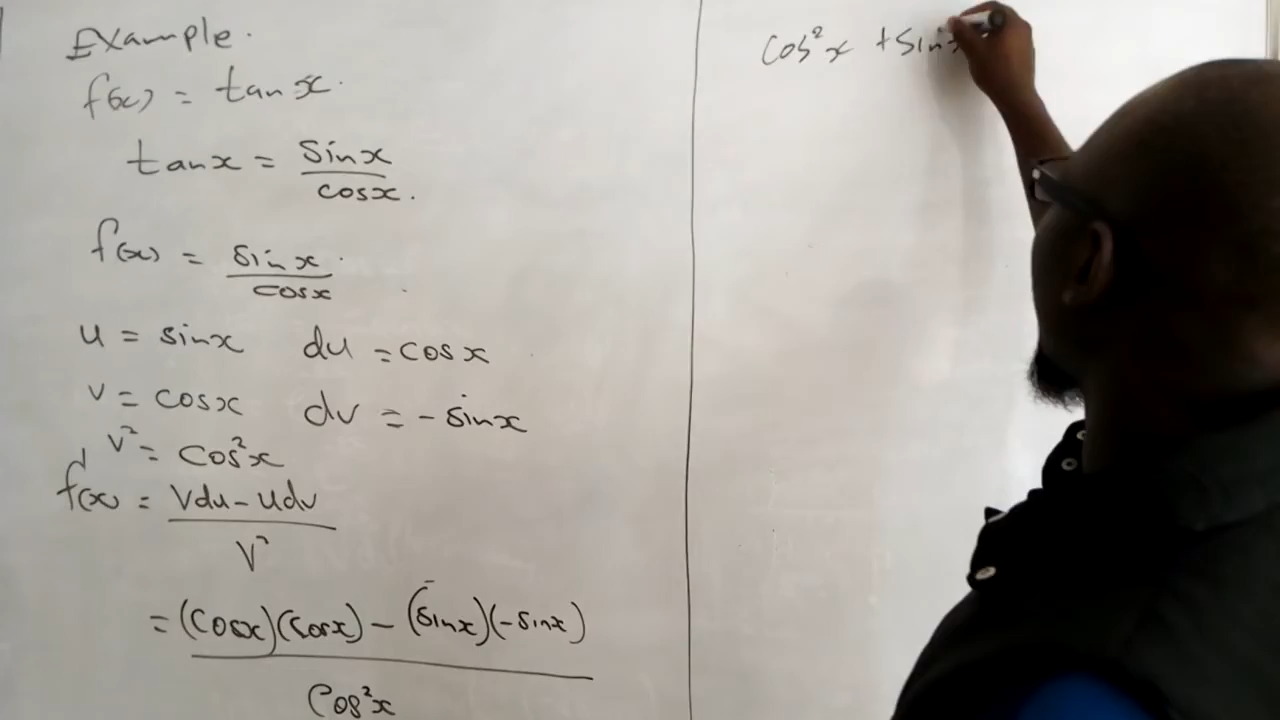 Example.
f(x) = tan x.
tan x = sin x / cos x.
f(x) = sin x / cos x
u = sin x du = cos x
v = cos x dv = - sin x
v² = cos² x
f'(x) = Vdu - udv / V²
= (cos x)(cos x) - (sin x)(-sin x) / cos² x
cos² x + sin